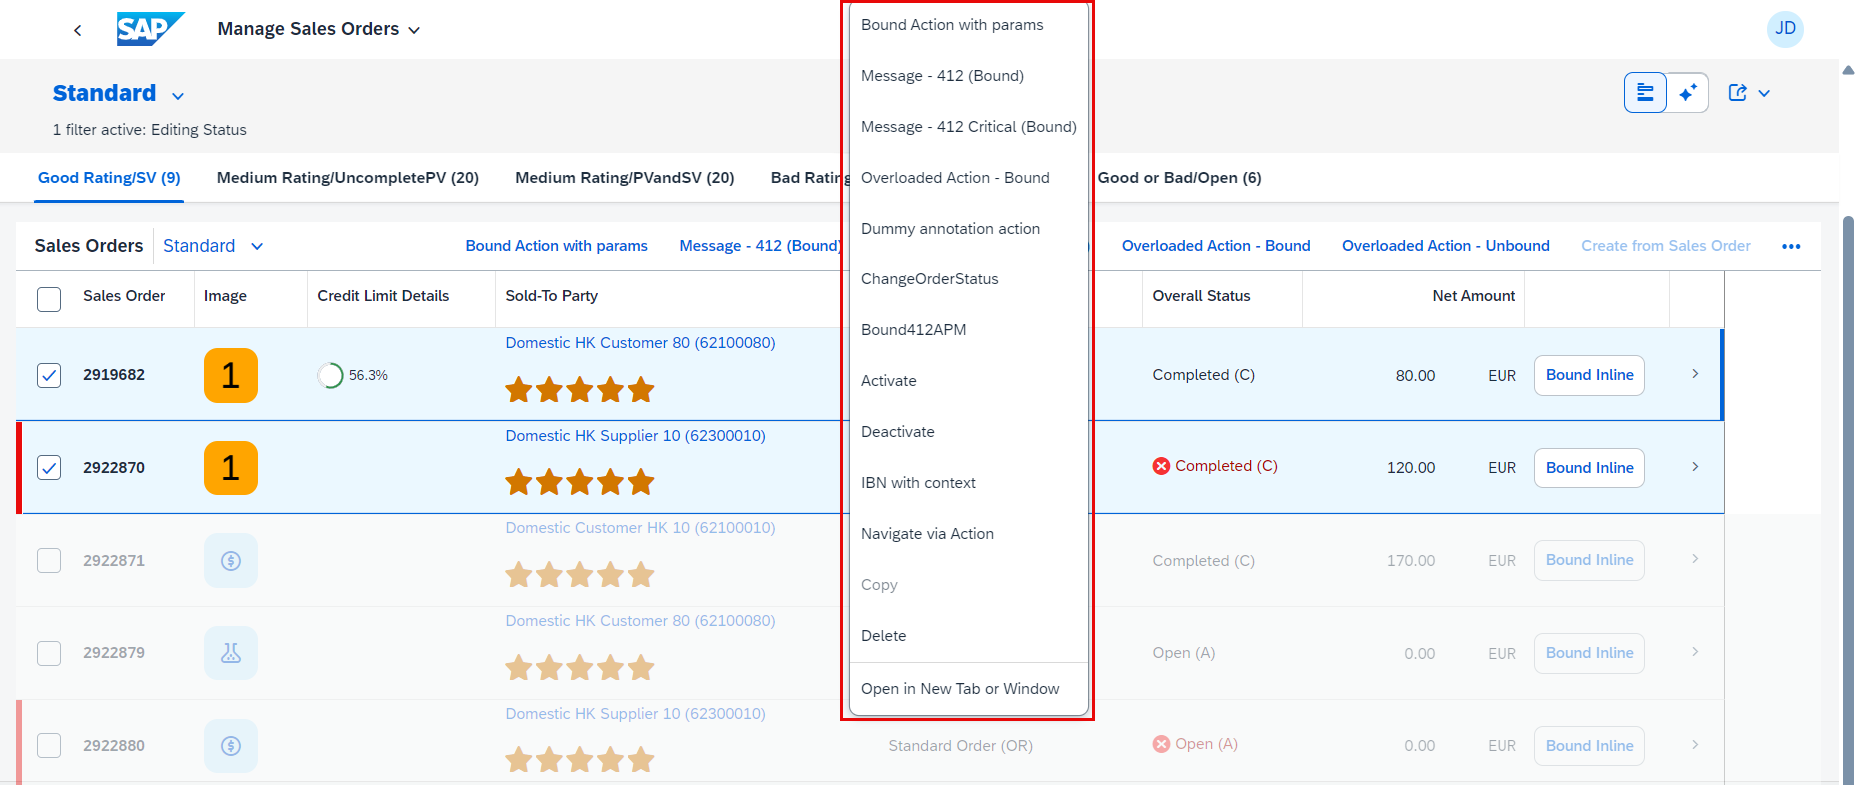 SAP
Manage Sales Orders
JD
Standard
1 filter active: Editing Status
Good Rating/SV (9)
Medium Rating/UncompletePV (20)
Medium Rating/PVandSV (20)
Bad Rating
Good or Bad/Open (6)
Sales Orders
Standard
Bound Action with params
Message - 412 (Bound)
Overloaded Action - Bound
Overloaded Action - Unbound
Create from Sales Order
Sales Order
Image
Credit Limit Details
Sold-To Party
Overall Status
Net Amount
Domestic HK Customer 80 (62100080)
2919682
1
56.3%
Completed (C)
80.00
EUR
Bound Inline
Domestic HK Supplier 10 (62300010)
2922870
1
Completed (C)
120.00
EUR
Bound Inline
Domestic Customer HK 10 (62100010)
2922871
Completed (C)
170.00
EUR
Bound Inline
Domestic HK Customer 80 (62100080)
2922879
Open (A)
0.00
EUR
Bound Inline
Domestic HK Supplier 10 (62300010)
2922880
Standard Order (OR)
Open (A)
0.00
EUR
Bound Inline
Bound Action with params
Message - 412 (Bound)
Message - 412 Critical (Bound)
Overloaded Action - Bound
Dummy annotation action
ChangeOrderStatus
Bound412APM
Activate
Deactivate
IBN with context
Navigate via Action
Copy
Delete
Open in New Tab or Window